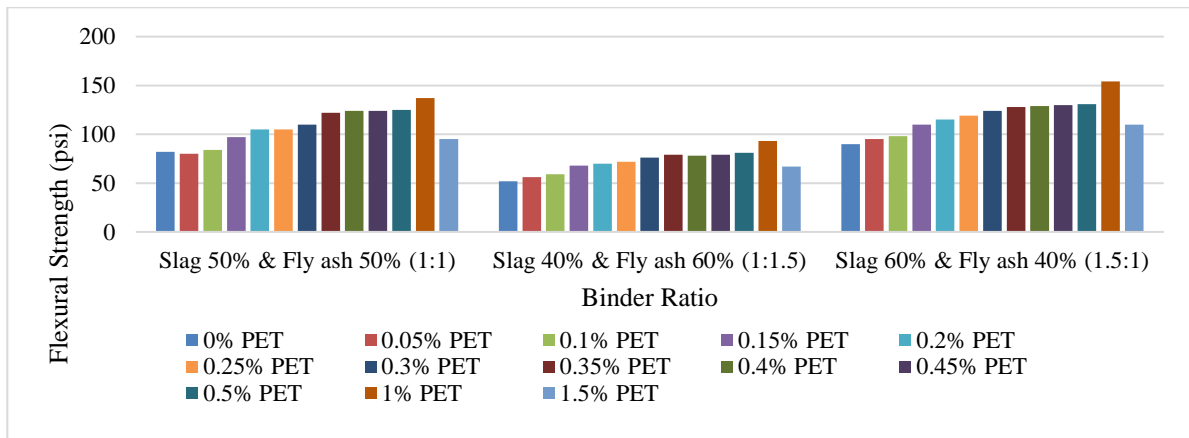 Flexural Strength (psi)
200
150
100
50
0
Slag 50% & Fly ash 50% (1:1) Slag 40% & Fly ash 60% (1:1.5) Slag 60% & Fly ash 40% (1.5:1)
Binder Ratio
0% PET 0.05% PET 0.1% PET 0.15% PET 0.2% PET
0.25% PET 0.3% PET 0.35% PET 0.4% PET 0.45% PET
0.5% PET 1% PET 1.5% PET